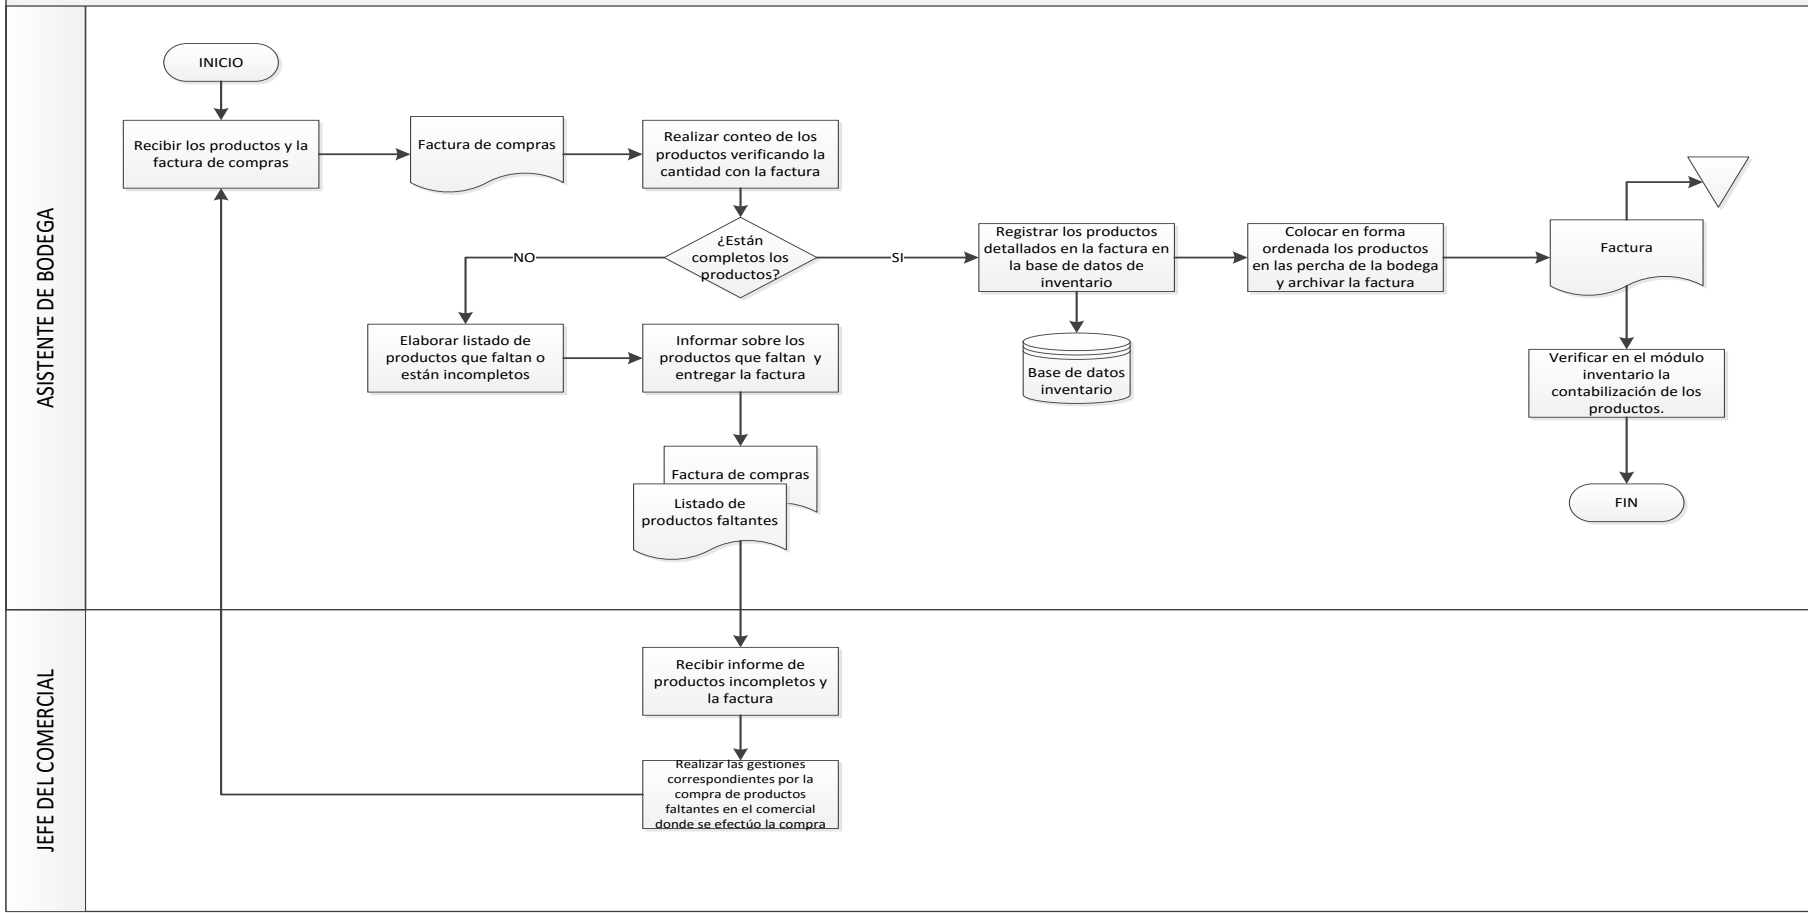 ASISTENTE DE BODEGA
INICIO
Recibir los productos y la
factura de compras
Factura de compras
Realizar conteo de los
productos verificando la
cantidad con la factura
¿Están
completos los
productos?
NO
SI
Registrar los productos
detallados en la factura en
la base de datos de
inventario
Colocar en forma
ordenada los productos
en las percha de la bodega
y archivar la factura
Factura
Elaborar listado de
productos que faltan o
están incompletos
Informar sobre los
productos que faltan y
entregar la factura
Base de datos
inventario
Verificar en el módulo
inventario la
contabilización de los
productos.
Factura de compras
Listado de
productos faltantes
FIN
JEFE DEL COMERCIAL
Recibir informe de
productos incompletos y
la factura
Realizar las gestiones
correspondientes por la
compra de productos
faltantes en el comercial
donde se efectúo la compra